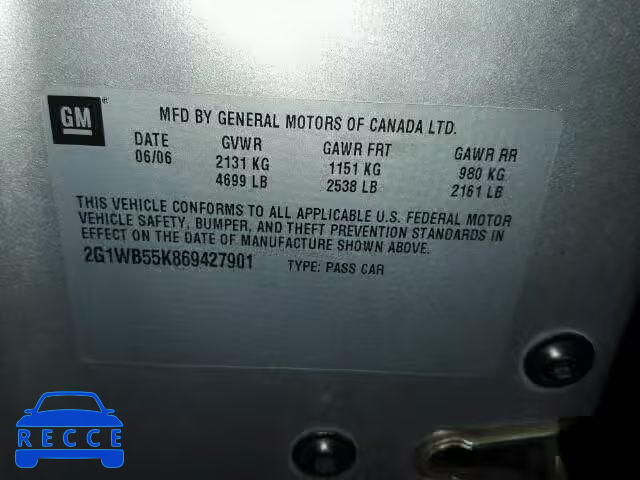 GM ®
MFD BY GENERAL MOTORS OF CANADA LTD.
DATE GVWR GAWR FRT GAWR RR
06/06 2131 KG 1151 KG 980 KG
4699 LB 2538 LB 2161 LB
THIS VEHICLE CONFORMS TO ALL APPLICABLE U.S. FEDERAL MOTOR
VEHICLE SAFETY, BUMPER, AND THEFT PREVENTION STANDARDS IN
EFFECT ON THE DATE OF MANUFACTURE SHOWN ABOVE.
2G1WB55K869427901 TYPE: PASS CAR
RECCE